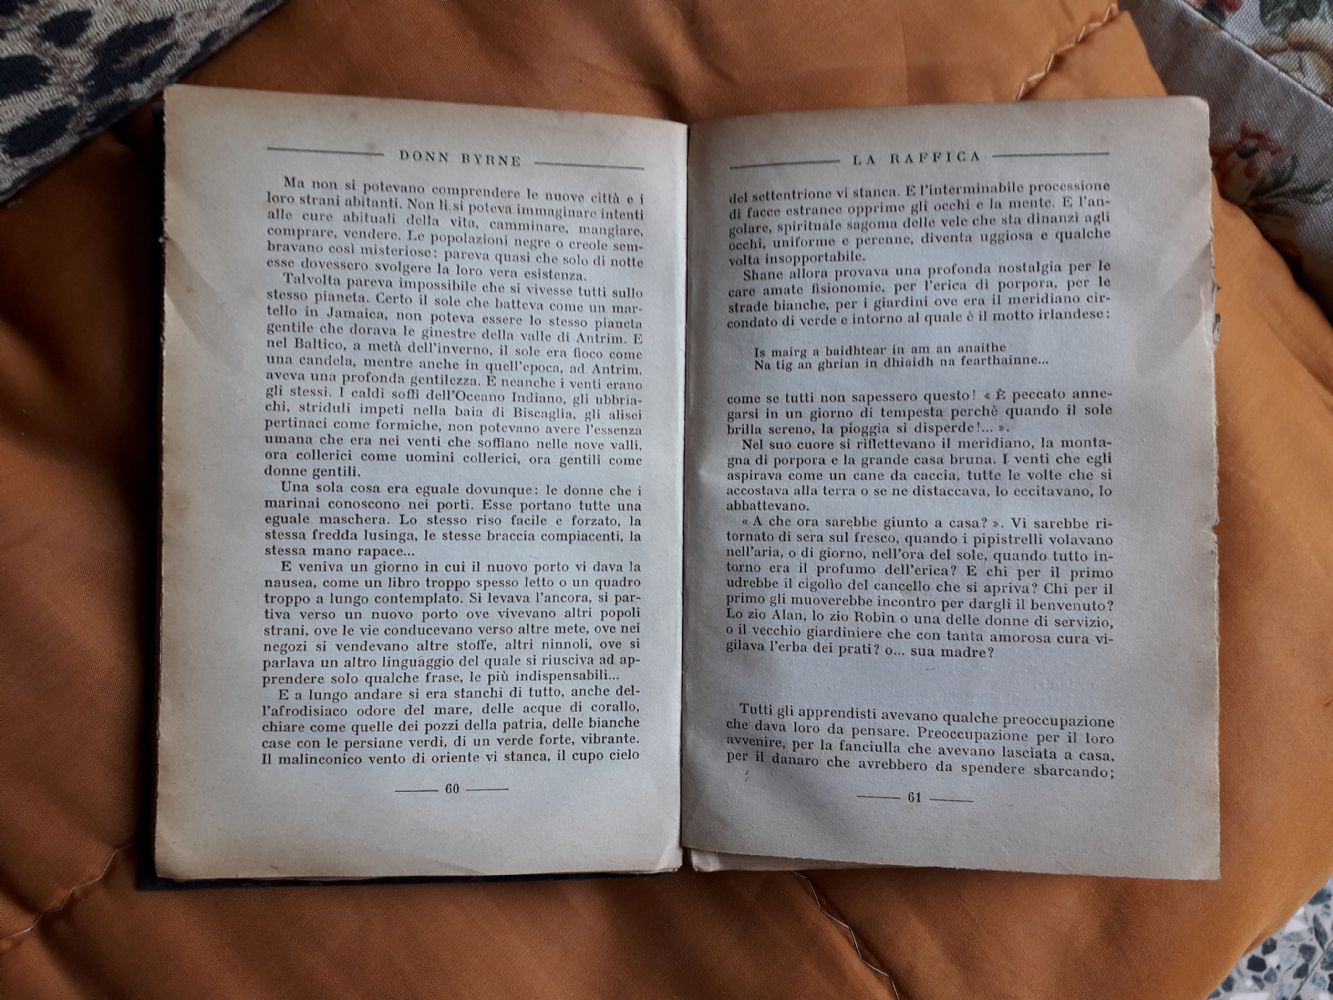 DONN BYRNE
Ma non si potevano comprendere le nuove città e i
loro strani abitanti. Non li si poteva immaginare intenti
alle cure abituali della vita, camminare, mangiare,
comprare, vendere. Le popolazioni negre o creole sem-
bravano così misteriose: pareva quasi che solo di notte
esse dovessero svolgere la loro vera esistenza.
Talvolta pareva impossibile che si vivesse tutti sullo
stesso pianeta. Certo il sole che batteva come un mar-
tello in Jamaica, non poteva essere lo stesso pianeta
gentile che dorava le ginestre della valle di Antrim. E
nel Baltico, a metà dell'inverno, il sole era fioco come
una candela, mentre anche in quell'epoca, ad Antrim,
aveva una profonda gentilezza. E neanche i venti erano
gli stessi. I caldi soffi dell'Oceano Indiano, gli ubbria-
chi, striduli impeti nella baia di Biscaglia, gli alisei
pertinaci come formiche, non potevano avere l'essenza
umana che era nei venti che soffiano nelle nove valli,
ora collerici come uomini collerici, ora gentili come
donne gentili.
Una sola cosa era eguale dovunque: le donne che i
marinai conoscono nei porti. Esse portano tutte una
eguale maschera. Lo stesso riso facile e forzato, la
stessa fredda lusinga, le stesse braccia compiacenti, la
stessa mano rapace...
E veniva un giorno in cui il nuovo porto vi dava la
nausea, come un libro troppo spesso letto o un quadro
troppo a lungo contemplato. Si levava l'ancora, si par-
tiva verso un nuovo porto ove vivevano altri popoli
strani, ove le vie conducevano verso altre mete, ove nei
negozi si vendevano altre stoffe, altri ninnoli, ove si
parlava un altro linguaggio del quale si riusciva ad ap-
prendere solo qualche frase, le più indispensabili...
E a lungo andare si era stanchi di tutto, anche del-
l'afrodisiaco odore del mare, delle acque di corallo,
chiare come quelle dei pozzi della patria, delle bianche
case con le persiane verdi, di un verde forte, vibrante.
Il malinconico vento di oriente vi stanca, il cupo cielo
60
LA RAFFICA
del settentrione vi stanca. E l'interminabile processione
di facce estranee opprime gli occhi e la mente. E l'an-
golare, spirituale sagoma delle vele che sta dinanzi agli
occhi, uniforme e perenne, diventa uggiosa e qualche
volta insopportabile.
Shane allora provava una profonda nostalgia per le
care amate fisionomie, per l'erica di porpora, per le
strade bianche, per i giardini ove era il meridiano cir-
condato di verde e intorno al quale è il motto irlandese:
Is mairg a baidhtear in am an anaithe
Na tig an ghrian in dhiaidh na fearthainne...
come se tutti non sapessero questo! « È peccato anne-
garsi in un giorno di tempesta perchè quando il sole
brilla sereno, la pioggia si disperde!... ».
Nel suo cuore si riflettevano il meridiano, la monta-
gna di porpora e la grande casa bruna. I venti che egli
aspirava come un cane da caccia, tutte le volte che si
accostava alla terra o se ne distaccava, lo eccitavano, lo
abbattevano.
« A che ora sarebbe giunto a casa? ». Vi sarebbe ri-
tornato di sera sul fresco, quando i pipistrelli volavano
nell'aria, o di giorno, nell'ora del sole, quando tutto in-
torno era il profumo dell'erica? E chi per il primo
udrebbe il cigolio del cancello che si apriva? Chi per il
primo gli muoverebbe incontro per dargli il benvenuto?
Lo zio Alan, lo zio Robin o una delle donne di servizio,
o il vecchio giardiniere che con tanta amorosa cura vi-
gilava l'erba dei prati? o... sua madre?
Tutti gli apprendisti avevano qualche preoccupazione
che dava loro da pensare. Preoccupazione per il loro
avvenire, per la fanciulla che avevano lasciata a casa,
per il danaro che avrebbero da spendere sbarcando;
61